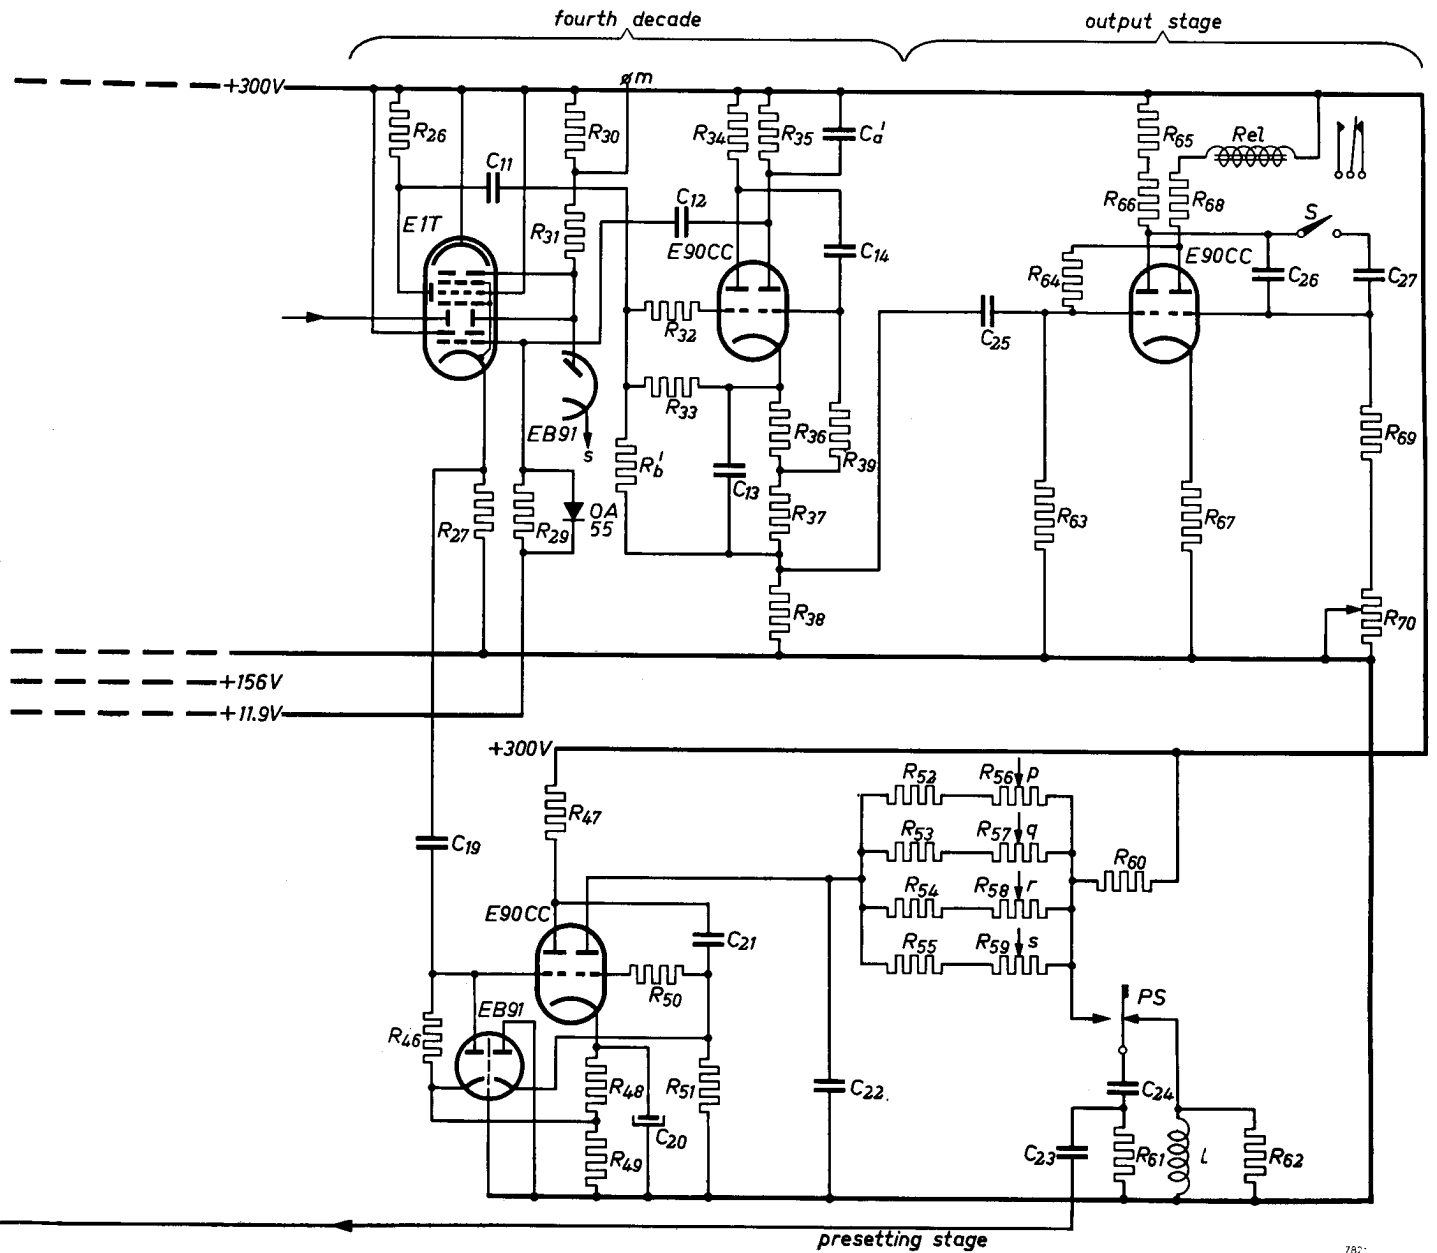 fourth decade
output stage
+300V
m
R26
R30
R34
R35
Ca'
R65
Rel
C11
R66
R68
C12
S
E1T
R31
E90CC
C14
R64
E90CC
C26
C27
R32
C25
R33
EB91
s
Rb'
C13
R36
R39
R69
R27
R29
OA
55
R37
R63
R67
R38
R70
+156V
+11.9V
+300V
R52
R56
p
R47
R53
R57
q
C19
R60
R54
R58
r
E90CC
C21
R55
R59
s
R50
PS
EB91
R46
R48
R51
C22
C24
C20
R49
C23
R61
L
R62
presetting stage